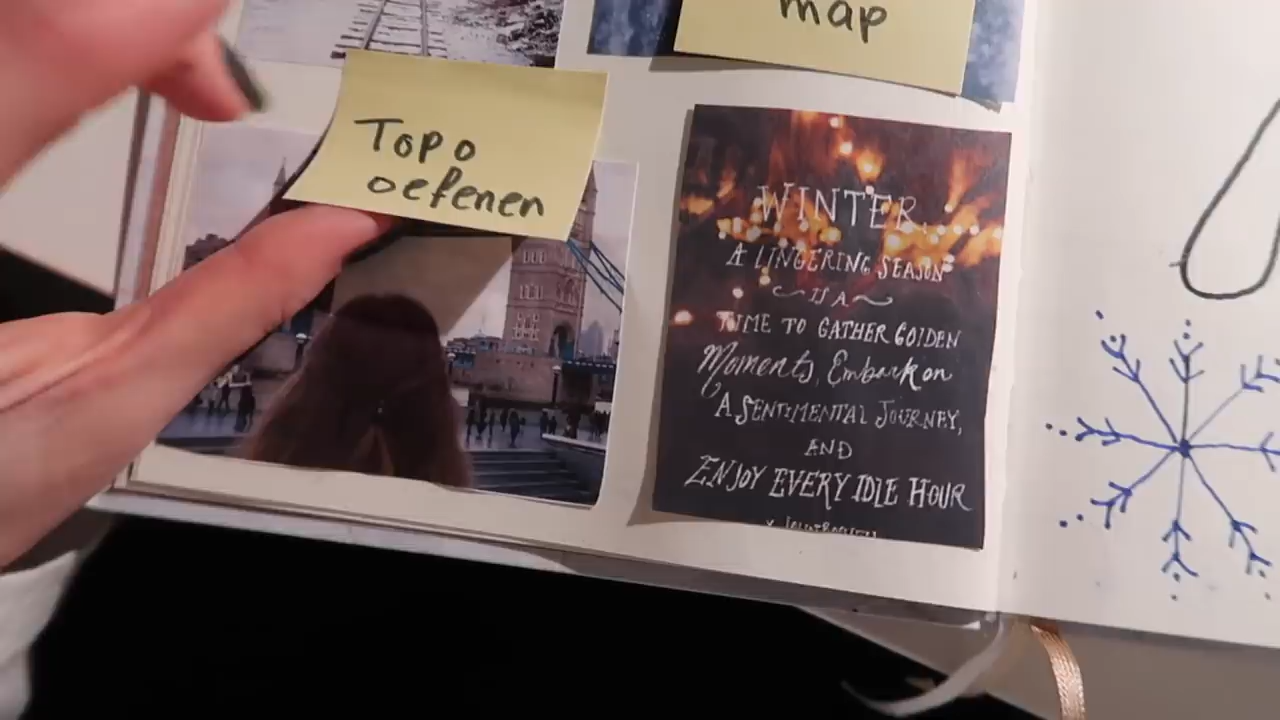 map
Topo
oefenen
WINTER
A LINGERING SEASON
IS A
TIME TO GATHER GOLDEN
Moments, Embark on
A SENTIMENTAL JOURNEY,
AND
ENJOY EVERY IDLE HOUR